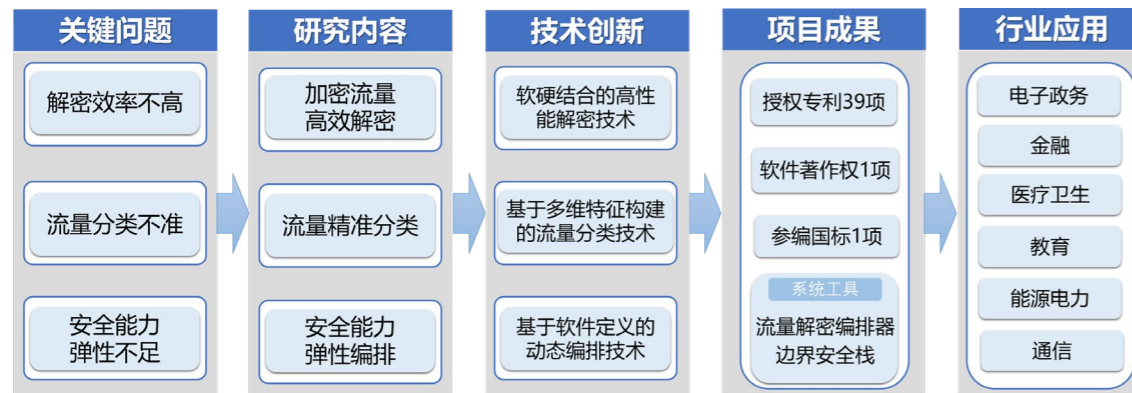 关键问题
解密效率不高
流量分类不准
安全能力
弹性不足
研究内容
加密流量
高效解密
流量精准分类
安全能力
弹性编排
技术创新
软硬结合的高性
能解密技术
基于多维特征构建
的流量分类技术
基于软件定义的
动态编排技术
项目成果
授权专利39项
软件著作权1项
参编国标1项
系统工具
流量解密编排器
边界安全栈
行业应用
电子政务
金融
医疗卫生
教育
能源电力
通信